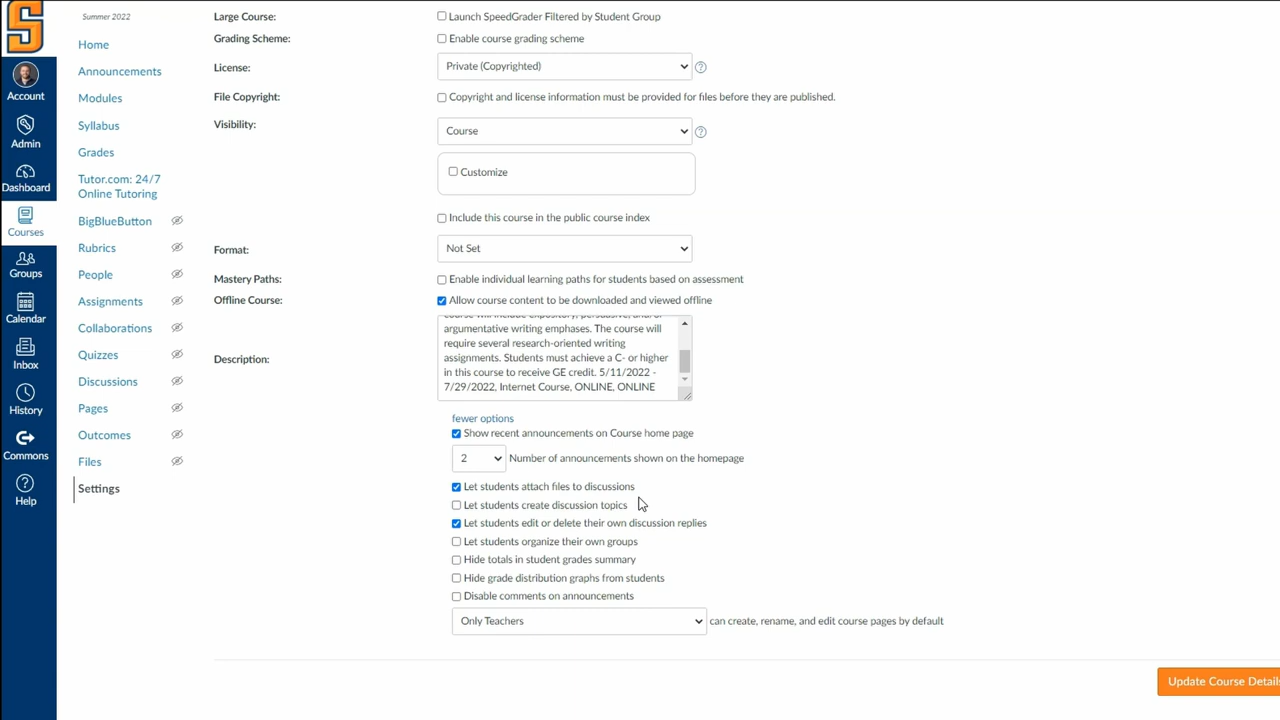 S
Account
Admin
Dashboard
Courses
Groups
Calendar
Inbox
History
Commons
Help
Summer 2022
Home
Announcements
Modules
Syllabus
Grades
Tutor.com: 24/7
Online Tutoring
BigBlueButton
Rubrics
People
Assignments
Collaborations
Quizzes
Discussions
Pages
Outcomes
Files
Settings
Large Course: Launch SpeedGrader Filtered by Student Group
Grading Scheme: Enable course grading scheme
License: Private (Copyrighted) ?
File Copyright: Copyright and license information must be provided for files before they are published.
Visibility: Course ?
Customize
Include this course in the public course index
Format: Not Set
Mastery Paths: Enable individual learning paths for students based on assessment
Offline Course: Allow course content to be downloaded and viewed offline
Description:
course will include expository, persuasive, and/or
argumentative writing emphases. The course will
require several research-oriented writing
assignments. Students must achieve a C- or higher
in this course to receive GE credit. 5/11/2022 -
7/29/2022, Internet Course, ONLINE, ONLINE
fewer options
Show recent announcements on Course home page
2 Number of announcements shown on the homepage
Let students attach files to discussions
Let students create discussion topics
Let students edit or delete their own discussion replies
Let students organize their own groups
Hide totals in student grades summary
Hide grade distribution graphs from students
Disable comments on announcements
Only Teachers can create, rename, and edit course pages by default
Update Course Details